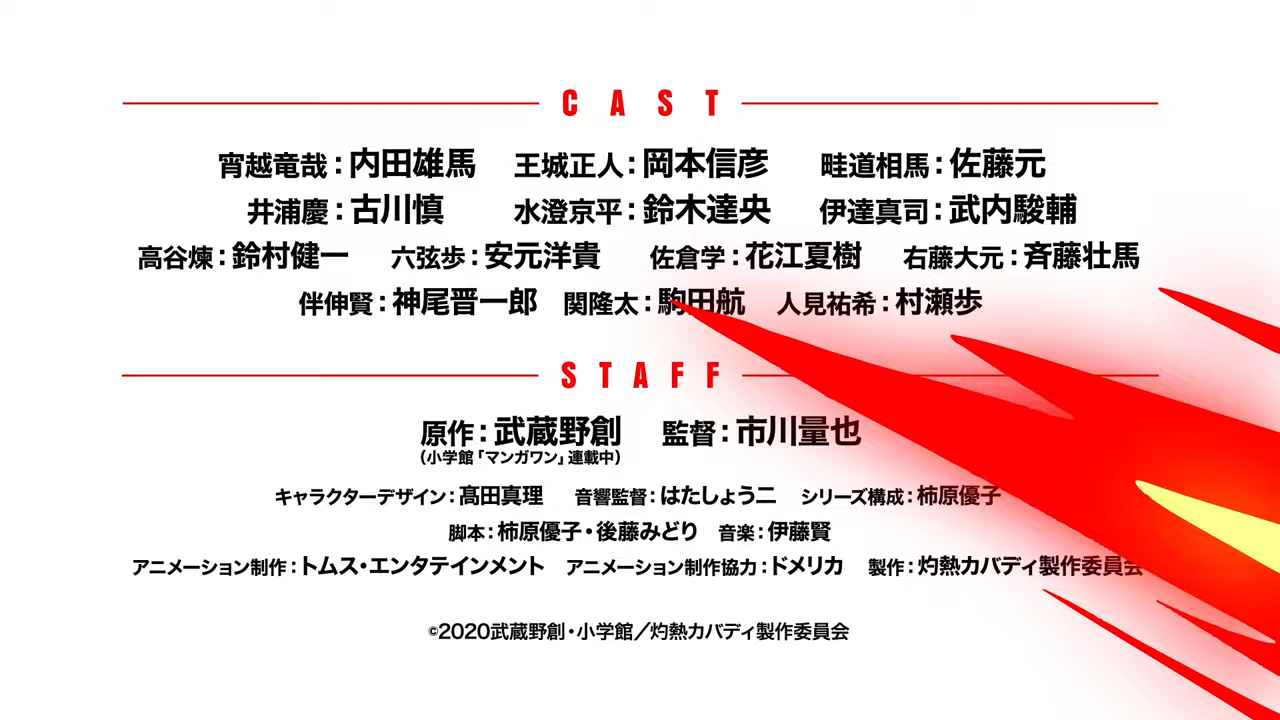 CAST
宵越竜哉：内田雄馬 王城正人：岡本信彦 畦道相馬：佐藤元
井浦慶：古川慎 水澄京平：鈴木達央 伊達真司：武内駿輔
高谷煉：鈴村健一 六弦歩：安元洋貴 佐倉学：花江夏樹 右藤大元：斉藤壮馬
伴伸賢：神尾晋一郎 関隆太：駒田航 人見祐希：村瀬歩
STAFF
原作：武蔵野創 監督：市川量也
（小学館「マンガワン」連載中）
キャラクターデザイン：髙田真理 音響監督：はたしょう二 シリーズ構成：柿原優子
脚本：柿原優子・後藤みどり 音楽：伊藤賢
アニメーション制作：トムス・エンタテインメント アニメーション制作協力：ドメリカ 製作：灼熱カバディ製作委員会
©2020武蔵野創・小学館／灼熱カバディ製作委員会